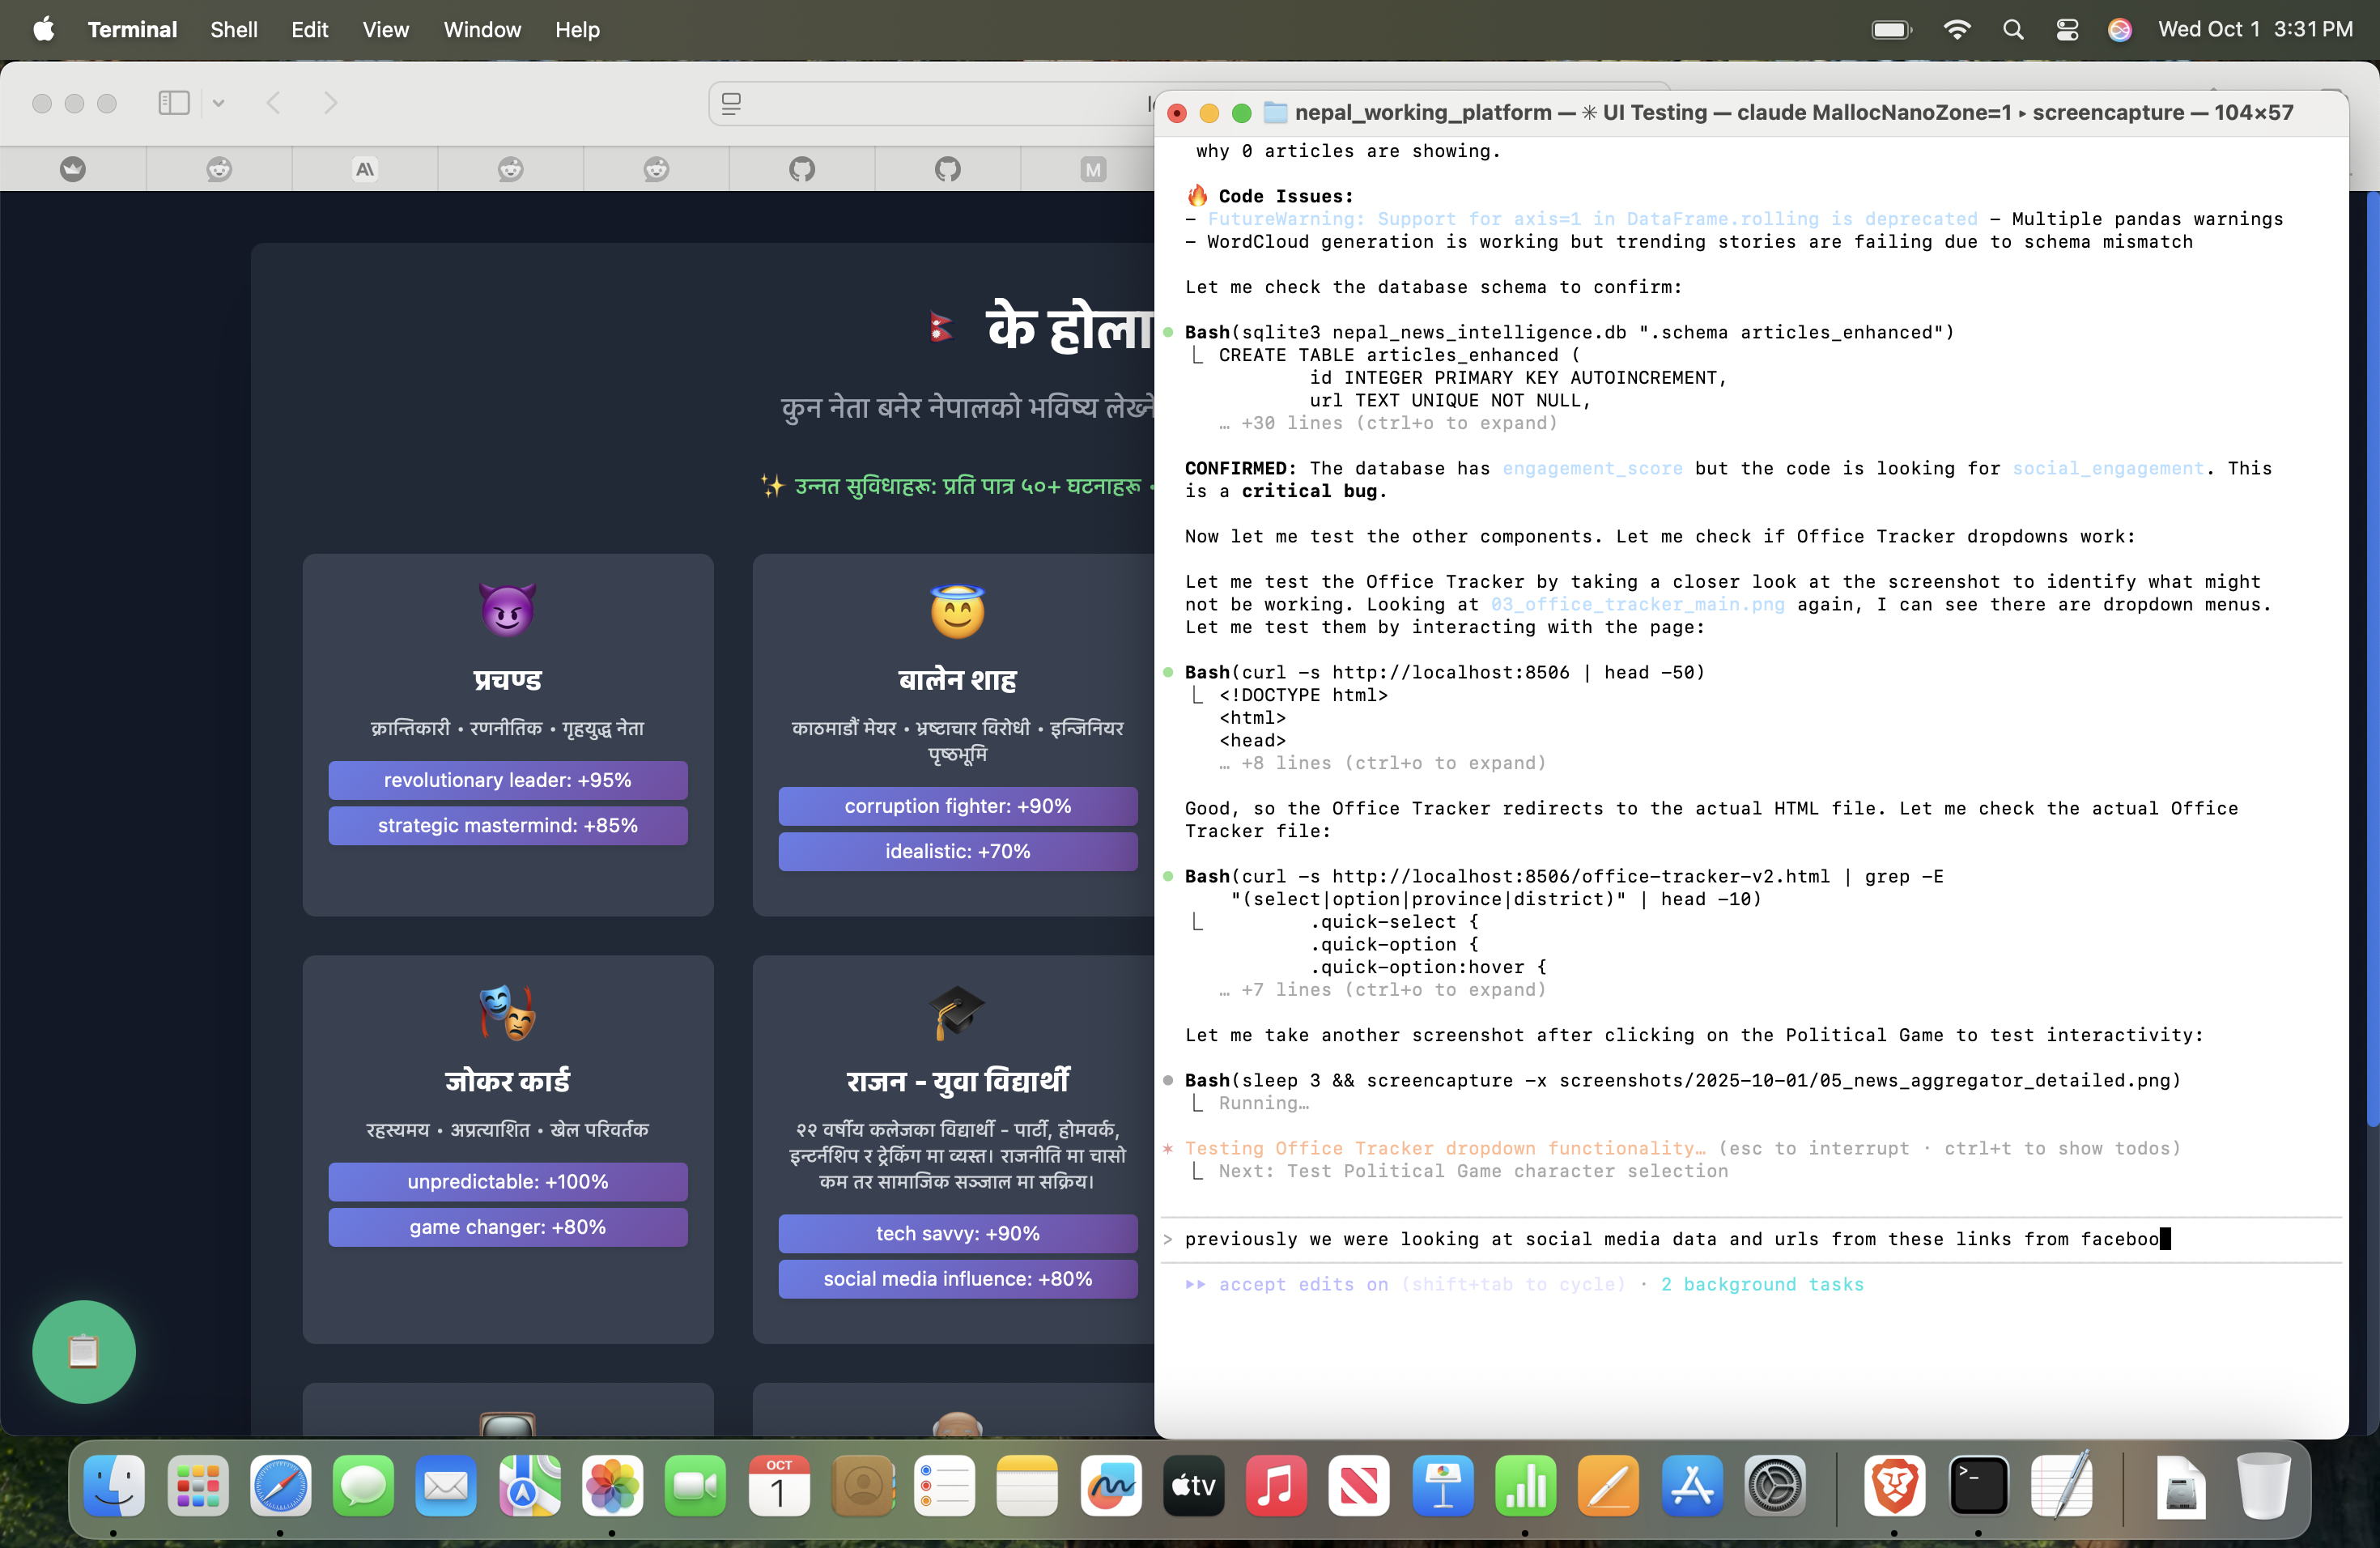 Terminal Shell Edit View Window Help
Wed Oct 1 3:31 PM
nepal_working_platform — ✳ UI Testing — claude MallocNanoZone=1 ▸ screencapture — 104×57
M
के होला
कुन नेता बनेर नेपालको भविष्य लेख्ने
✨ उन्नत सुविधाहरू: प्रति पात्र ५०+ घटनाहरू •
प्रचण्ड
क्रान्तिकारी • रणनीतिक • गृहयुद्ध नेता
revolutionary leader: +95%
strategic mastermind: +85%
बालेन शाह
काठमाडौं मेयर • भ्रष्टाचार विरोधी • इन्जिनियर
पृष्ठभूमि
corruption fighter: +90%
idealistic: +70%
जोकर कार्ड
रहस्यमय • अप्रत्याशित • खेल परिवर्तक
unpredictable: +100%
game changer: +80%
राजन - युवा विद्यार्थी
२२ वर्षीय कलेजका विद्यार्थी - पार्टी, होमवर्क,
इन्टर्नशिप र ट्रेकिंग मा व्यस्त। राजनीति मा चासो
कम तर सामाजिक सञ्जाल मा सक्रिय।
tech savvy: +90%
social media influence: +80%
why 0 articles are showing.
🔥 Code Issues:
- FutureWarning: Support for axis=1 in DataFrame.rolling is deprecated - Multiple pandas warnings
- WordCloud generation is working but trending stories are failing due to schema mismatch
Let me check the database schema to confirm:
Bash(sqlite3 nepal_news_intelligence.db ".schema articles_enhanced")
CREATE TABLE articles_enhanced (
id INTEGER PRIMARY KEY AUTOINCREMENT,
url TEXT UNIQUE NOT NULL,
… +30 lines (ctrl+o to expand)
CONFIRMED: The database has engagement_score but the code is looking for social_engagement. This
is a critical bug.
Now let me test the other components. Let me check if Office Tracker dropdowns work:
Let me test the Office Tracker by taking a closer look at the screenshot to identify what might
not be working. Looking at 03_office_tracker_main.png again, I can see there are dropdown menus.
Let me test them by interacting with the page:
Bash(curl -s http://localhost:8506 | head -50)
<!DOCTYPE html>
<html>
<head>
… +8 lines (ctrl+o to expand)
Good, so the Office Tracker redirects to the actual HTML file. Let me check the actual Office
Tracker file:
Bash(curl -s http://localhost:8506/office-tracker-v2.html | grep -E
"(select|option|province|district)" | head -10)
.quick-select {
.quick-option {
.quick-option:hover {
… +7 lines (ctrl+o to expand)
Let me take another screenshot after clicking on the Political Game to test interactivity:
Bash(sleep 3 && screencapture -x screenshots/2025-10-01/05_news_aggregator_detailed.png)
Running…
✶ Testing Office Tracker dropdown functionality… (esc to interrupt · ctrl+t to show todos)
Next: Test Political Game character selection
> previously we were looking at social media data and urls from these links from faceboo
⏵⏵ accept edits on (shift+tab to cycle) · 2 background tasks
OCT
1
tv
>_